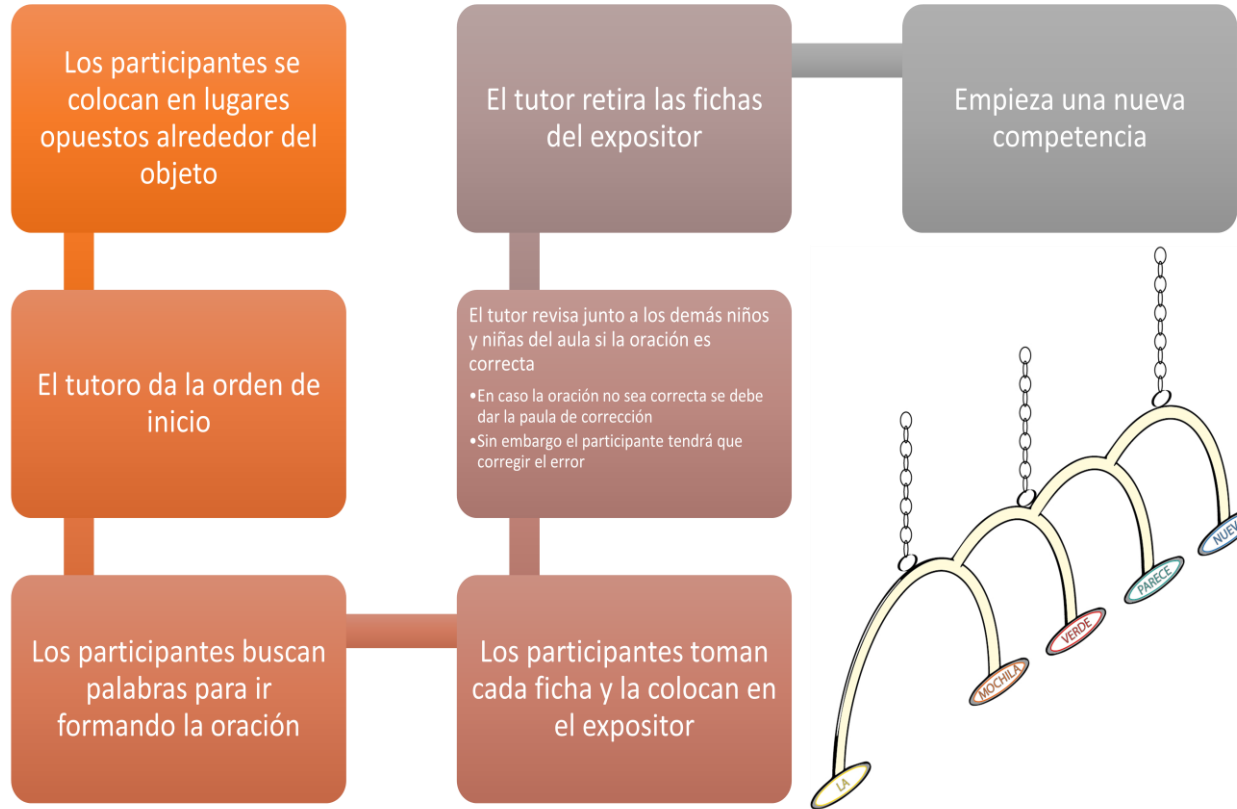 Los participantes se
colocan en lugares
opuestos alrededor del
objeto
El tutoro da la orden de
inicio
Los participantes buscan
palabras para ir
formando la oración
Los participantes toman
cada ficha y la colocan en
el expositor
El tutor revisa junto a los demás niños
y niñas del aula si la oración es
correcta
•En caso la oración no sea correcta se debe
dar la paula de corrección
•Sin embargo el participante tendrá que
corregir el error
El tutor retira las fichas
del expositor
Empieza una nueva
competencia
LA
MOCHILA
VERDE
PARECE
NUEVA